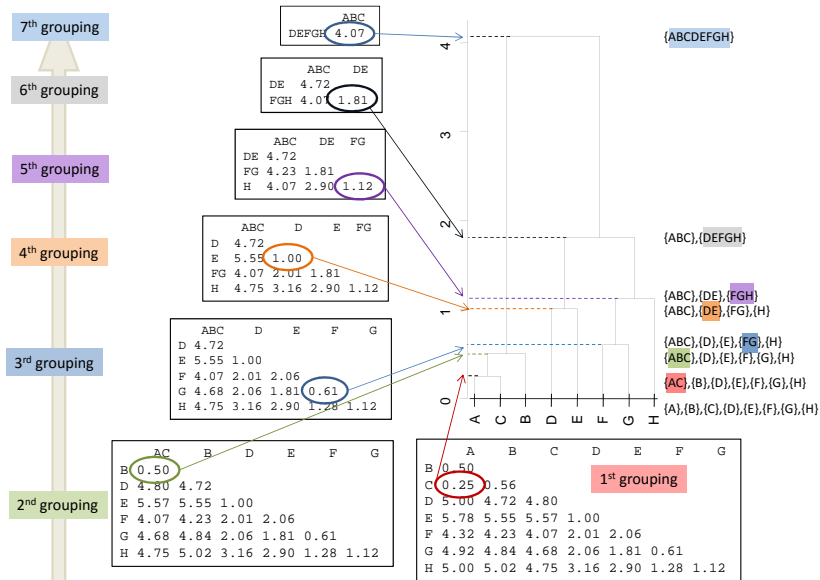 7th grouping
6th grouping
5th grouping
4th grouping
3rd grouping
2nd grouping
ABC
DEFGH 4.07
ABC DE
DE 4.72
FGH 4.07 1.81
ABC DE FG
DE 4.72
FG 4.23 1.81
H 4.07 2.90 1.12
ABC D E FG
D 4.72
E 5.55 1.00
FG 4.07 2.01 1.81
H 4.75 3.16 2.90 1.12
ABC D E F G
D 4.72
E 5.55 1.00
F 4.07 2.01 2.06
G 4.68 2.06 1.81 0.61
H 4.75 3.16 2.90 1.28 1.12
AC B D E F G
B 0.50
D 4.80 4.72
E 5.57 5.55 1.00
F 4.07 4.23 2.01 2.06
G 4.68 4.84 2.06 1.81 0.61
H 4.75 5.02 3.16 2.90 1.28 1.12
A B C D E F G
B 0.50
C 0.25 0.56
D 5.00 4.72 4.80
E 5.78 5.55 5.57 1.00
F 4.32 4.23 4.07 2.01 2.06
G 4.92 4.84 4.68 2.06 1.81 0.61
H 5.00 5.02 4.75 3.16 2.90 1.28 1.12
1st grouping
4
3
2
1
0
A C B D E F G H
{ABCDEFGH}
{ABC},{DEFGH}
{ABC},{DE},{FGH}
{ABC},{DE},{FG},{H}
{ABC},{D},{E},{FG},{H}
{ABC},{D},{E},{F},{G},{H}
{AC},{B},{D},{E},{F},{G},{H}
{A},{B},{C},{D},{E},{F},{G},{H}